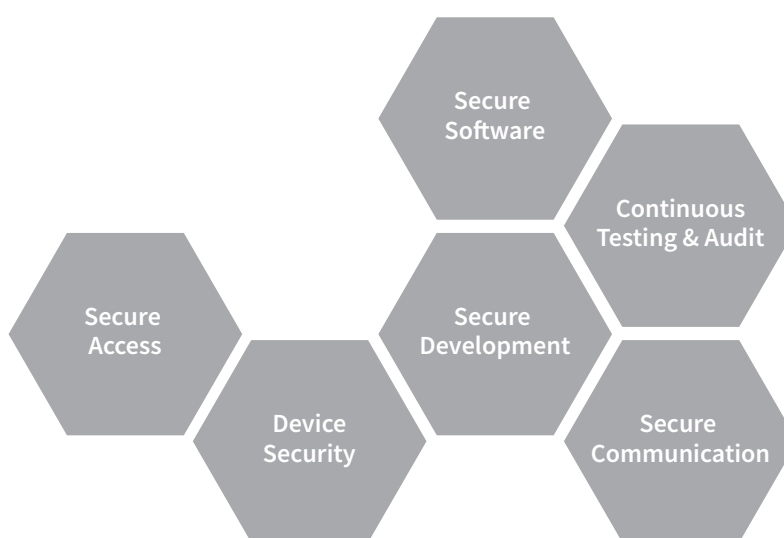 Secure
Software
Continuous
Testing & Audit
Secure
Access
Secure
Development
Device
Security
Secure
Communication